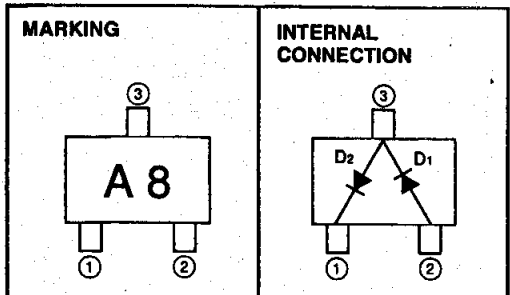 MARKING
③
A 8
① ②
INTERNAL
CONNECTION
③
D2 D1
① ②